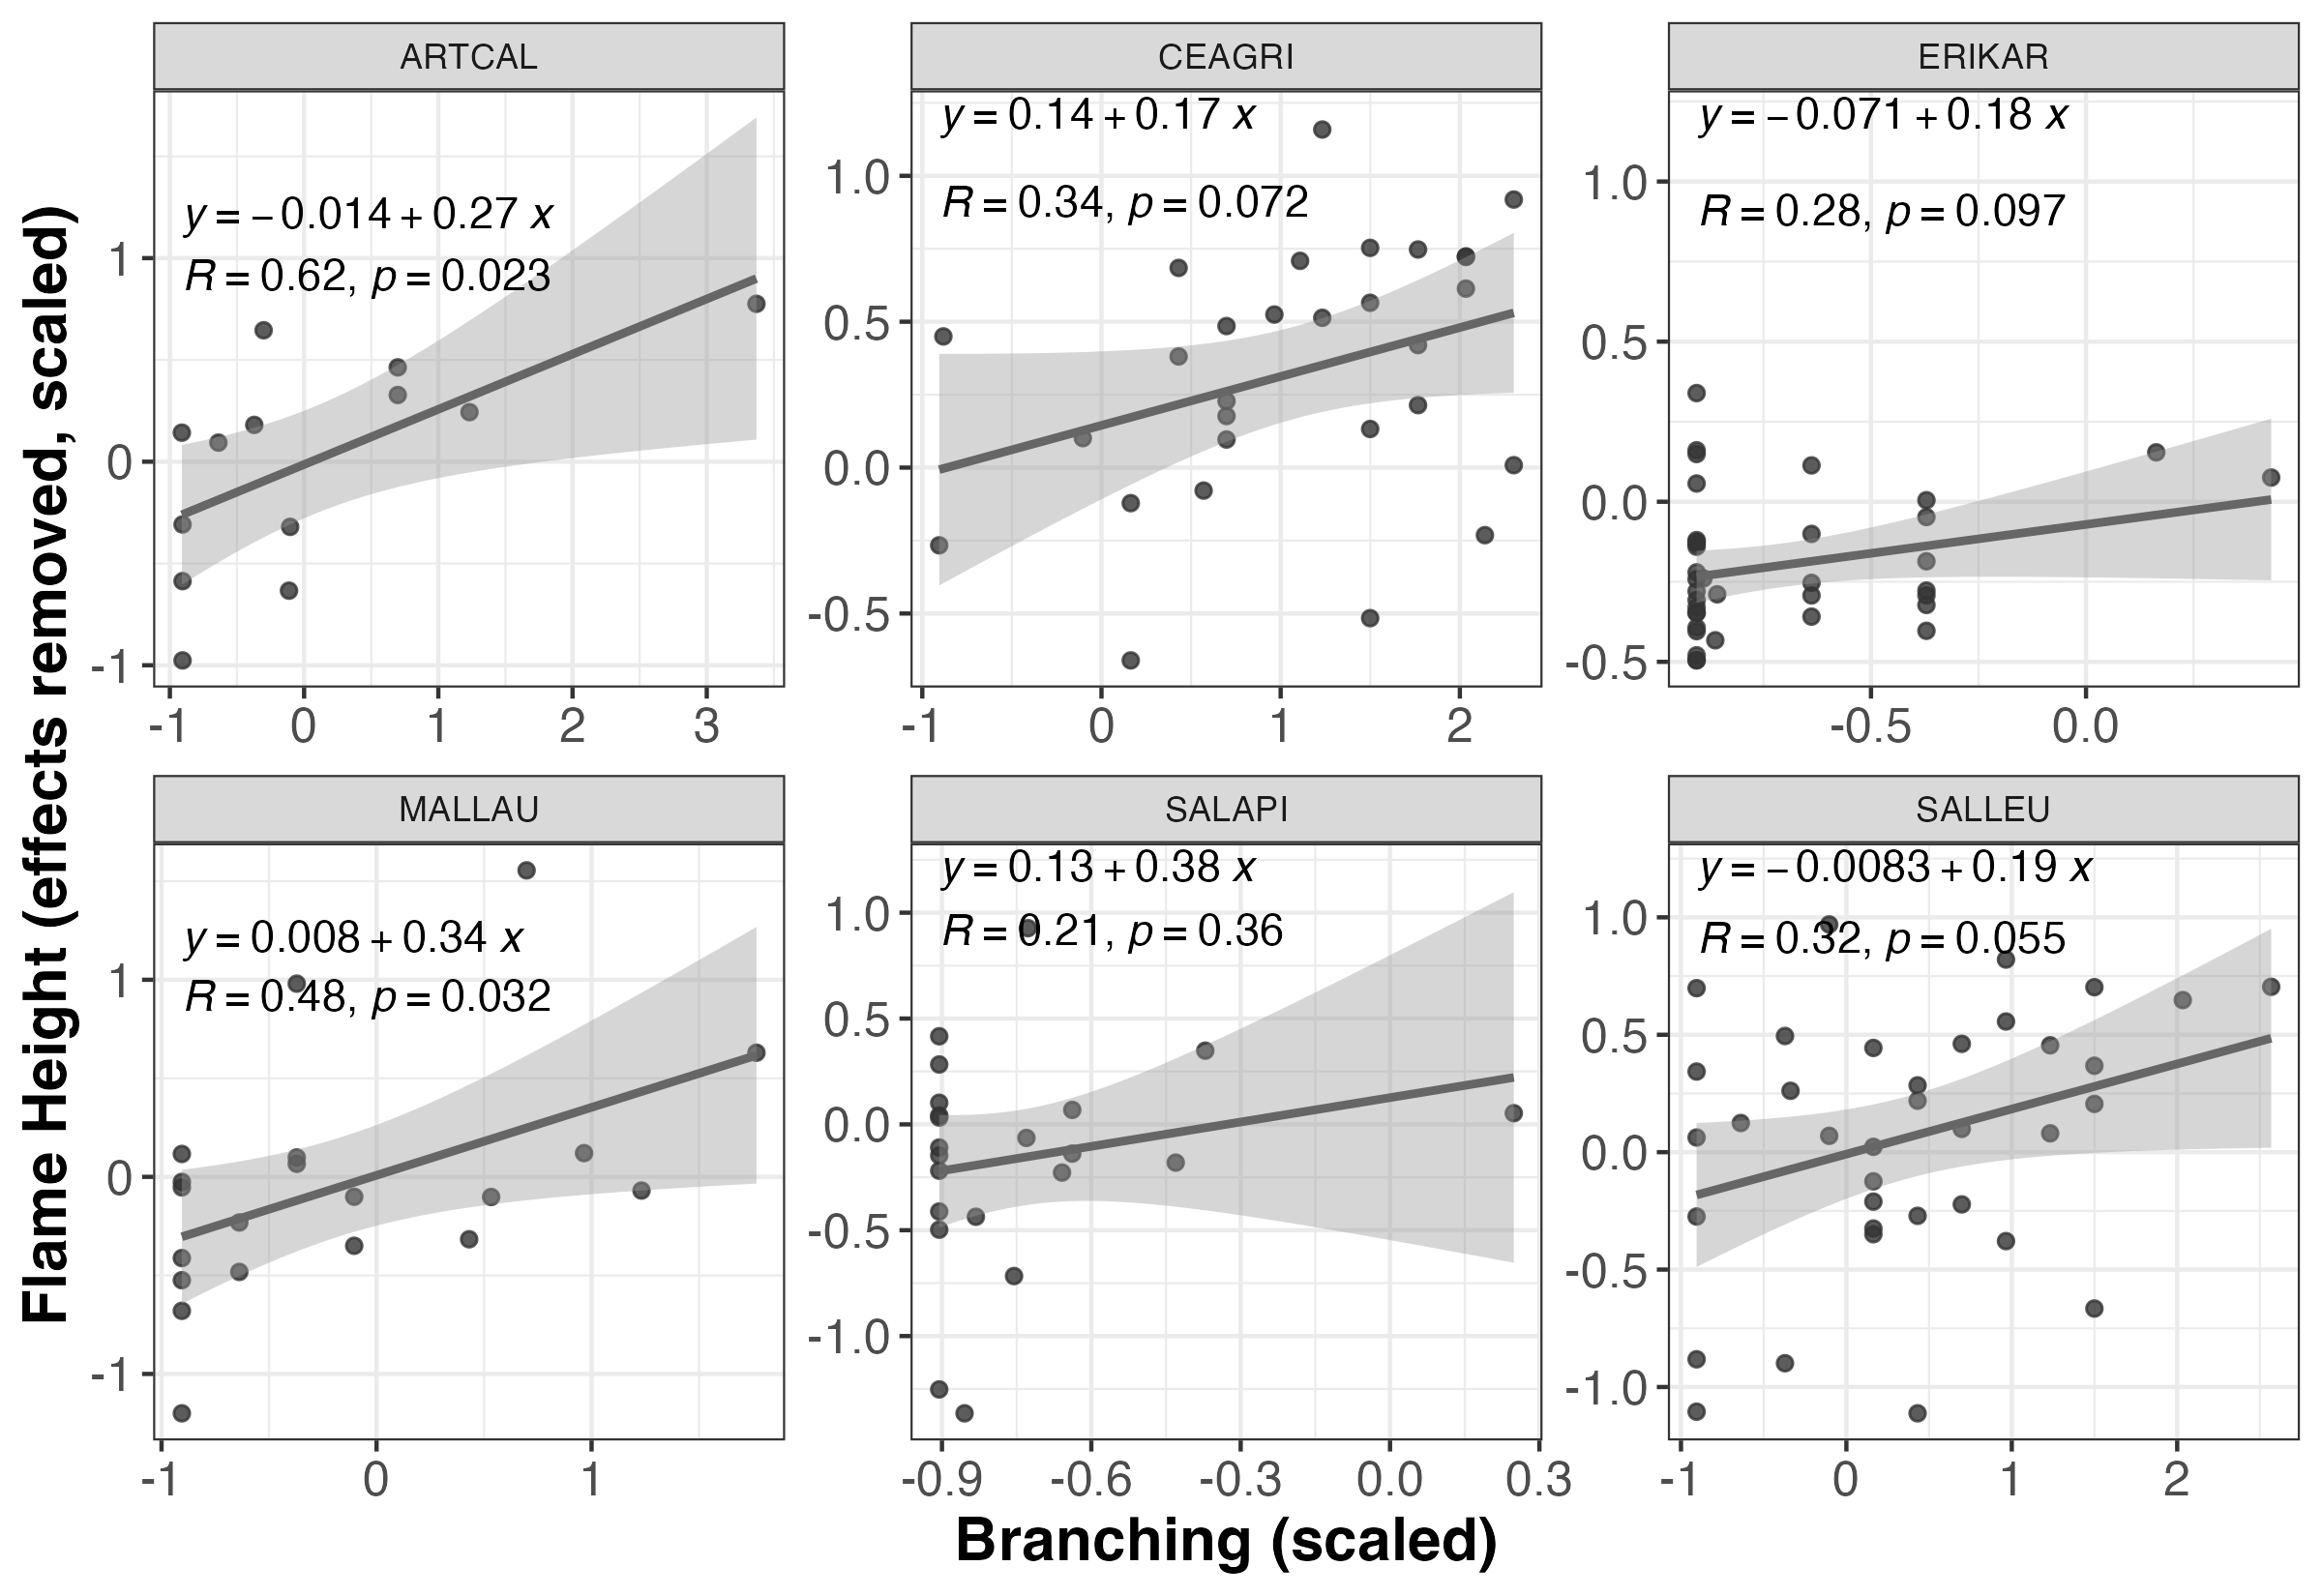 Flame Height (effects removed, scaled)
ARTCAL
y = −0.014 + 0.27 x
R = 0.62, p = 0.023
1
0
-1
-1 0 1 2 3
CEAGRI
y = 0.14 + 0.17 x
R = 0.34, p = 0.072
1.0
0.5
0.0
-0.5
-1 0 1 2
ERIKAR
y = −0.071 + 0.18 x
R = 0.28, p = 0.097
1.0
0.5
0.0
-0.5
-0.5 0.0
MALLAU
y = 0.008 + 0.34 x
R = 0.48, p = 0.032
1
0
-1
-1 0 1
SALAPI
y = 0.13 + 0.38 x
R = 0.21, p = 0.36
1.0
0.5
0.0
-0.5
-1.0
-0.9 -0.6 -0.3 0.0 0.3
SALLEU
y = −0.0083 + 0.19 x
R = 0.32, p = 0.055
1.0
0.5
0.0
-0.5
-1.0
-1 0 1 2
Branching (scaled)